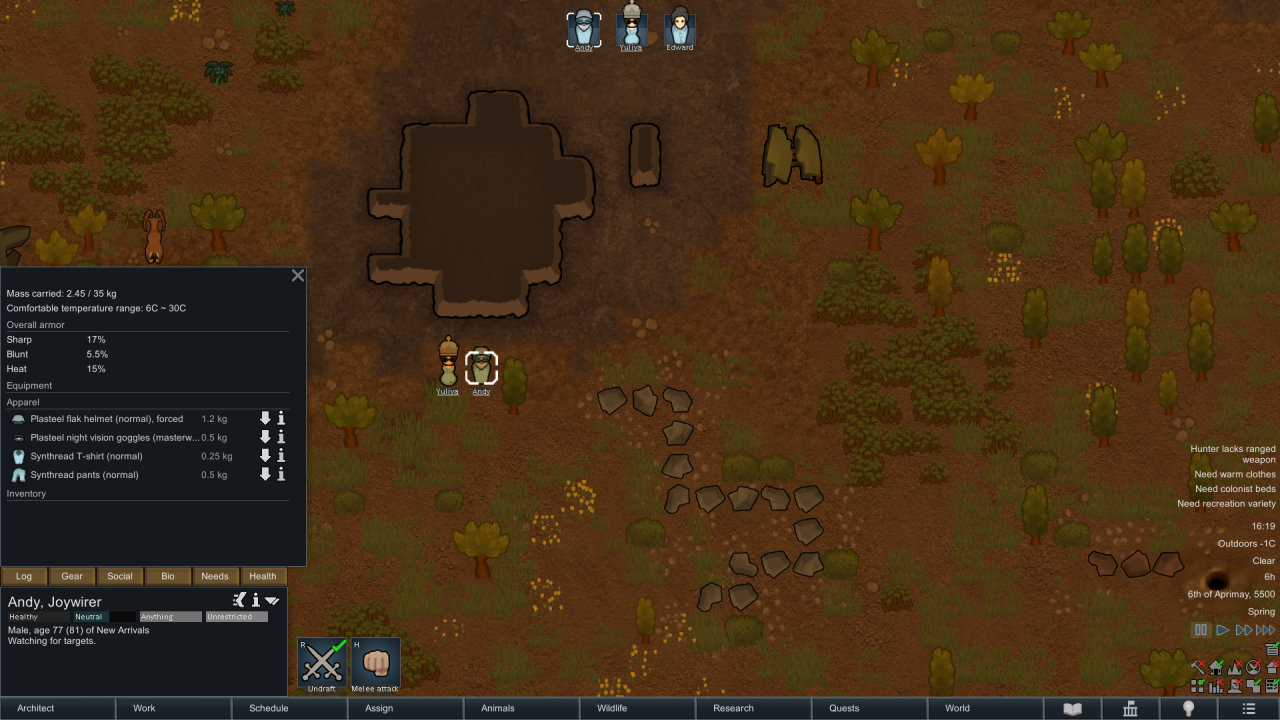 Andy
Yuliya
Edward
Mass carried: 2.45 / 35 kg
Comfortable temperature range: 6C ~ 30C
Overall armor
Sharp 17%
Blunt 5.5%
Heat 15%
Equipment
Apparel
Plasteel flak helmet (normal), forced 1.2 kg
Plasteel night vision goggles (masterw... 0.5 kg
Synthread T-shirt (normal) 0.25 kg
Synthread pants (normal) 0.5 kg
Inventory
Yuliya
Andy
Hunter lacks ranged
weapon
Need warm clothes
Need colonist beds
Need recreation variety
16:19
Outdoors -1C
Clear
6h
6th of Aprimay, 5500
Spring
Log Gear Social Bio Needs Health
Andy, Joywirer
Healthy Neutral Anything Unrestricted
Male, age 77 (81) of New Arrivals
Watching for targets.
R
Undraft
H
Melee attack
Architect Work Schedule Assign Animals Wildlife Research Quests World